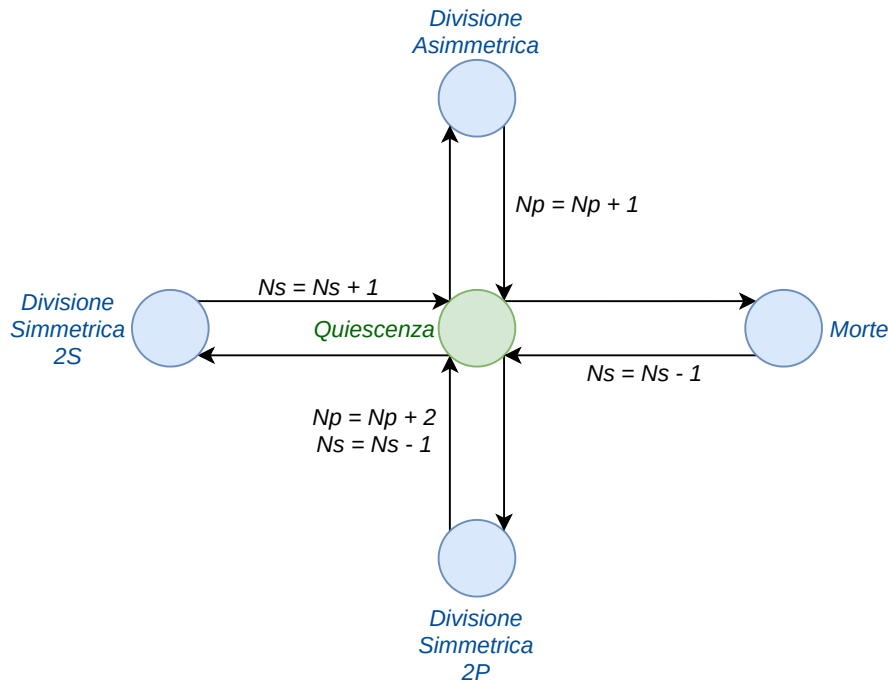 Divisione
Asimmetrica
Np = Np + 1
Ns = Ns + 1
Divisione
Simmetrica
2S
Quiescenza
Morte
Ns = Ns - 1
Np = Np + 2
Ns = Ns - 1
Divisione
Simmetrica
2P